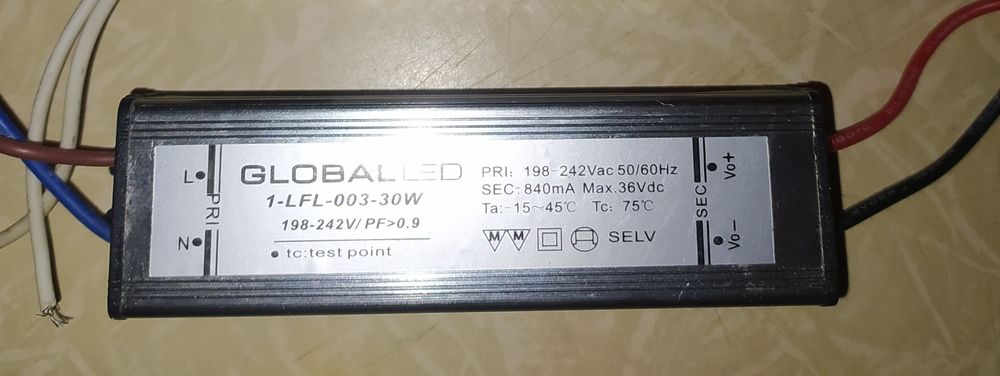 L
PRI
N
GLOBALLED
1-LFL-003-30W
198-242V/PF>0.9
tc:test point
PRI: 198-242Vac 50/60Hz
SEC: 840mA Max.36Vdc
Ta:-15~45℃ Tc: 75℃
M M SELV
SEC
Vo+
Vo-